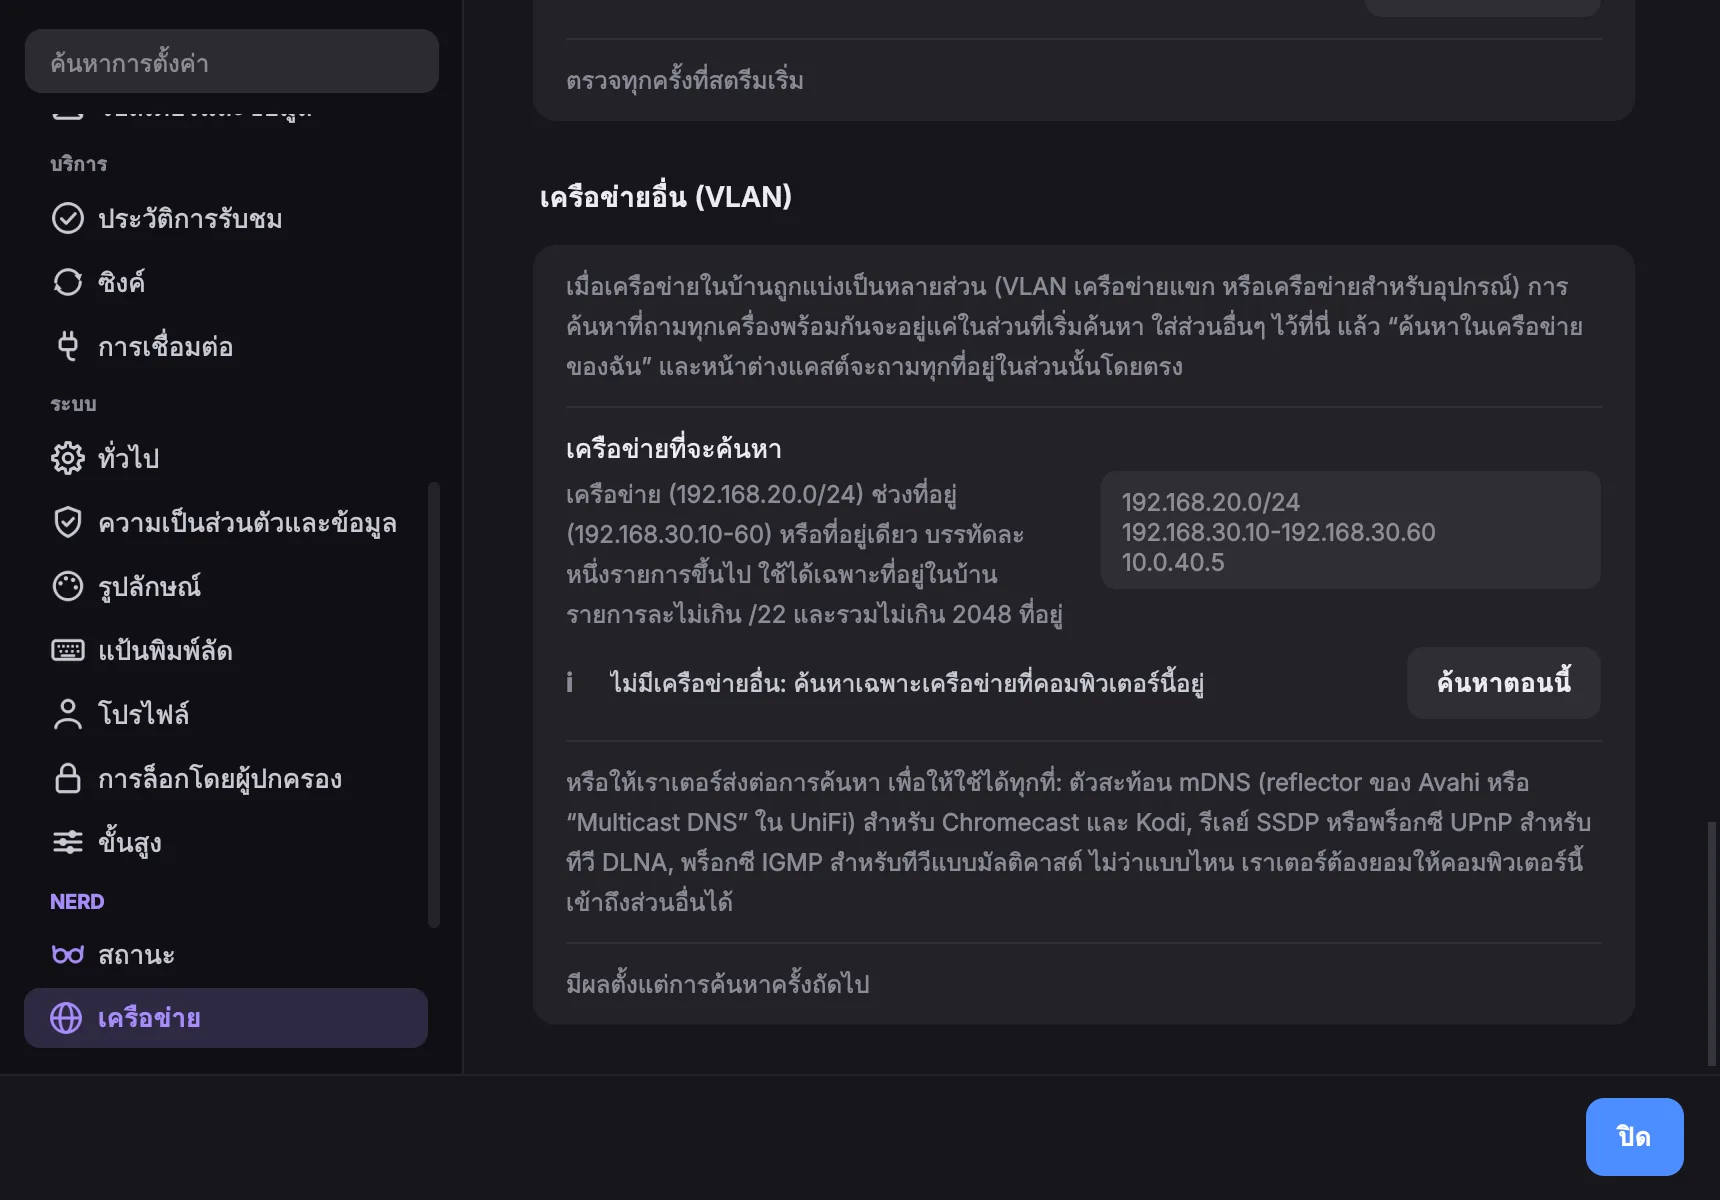 ค้นหาการตั้งค่า
บริการ
ประวัติการรับชม
ซิงค์
การเชื่อมต่อ
ระบบ
ทั่วไป
ความเป็นส่วนตัวและข้อมูล
รูปลักษณ์
แป้นพิมพ์ลัด
โปรไฟล์
การล็อกโดยผู้ปกครอง
ขั้นสูง
NERD
สถานะ
เครือข่าย
ตรวจทุกครั้งที่สตรีมเริ่ม
เครือข่ายอื่น (VLAN)
เมื่อเครือข่ายในบ้านถูกแบ่งเป็นหลายส่วน (VLAN เครือข่ายแขก หรือเครือข่ายสำหรับอุปกรณ์) การ
ค้นหาที่ถามทุกเครื่องพร้อมกันจะอยู่แค่ในส่วนที่เริ่มค้นหา ใส่ส่วนอื่นๆ ไว้ที่นี่ แล้ว “ค้นหาในเครือข่าย
ของฉัน” และหน้าต่างแคสต์จะถามทุกที่อยู่ในส่วนนั้นโดยตรง
เครือข่ายที่จะค้นหา
เครือข่าย (192.168.20.0/24) ช่วงที่อยู่
(192.168.30.10-60) หรือที่อยู่เดียว บรรทัดละ
หนึ่งรายการขึ้นไป ใช้ได้เฉพาะที่อยู่ในบ้าน
รายการละไม่เกิน /22 และรวมไม่เกิน 2048 ที่อยู่
192.168.20.0/24
192.168.30.10-192.168.30.60
10.0.40.5
i ไม่มีเครือข่ายอื่น: ค้นหาเฉพาะเครือข่ายที่คอมพิวเตอร์นี้อยู่
ค้นหาตอนนี้
หรือให้เราเตอร์ส่งต่อการค้นหา เพื่อให้ใช้ได้ทุกที่: ตัวสะท้อน mDNS (reflector ของ Avahi หรือ
“Multicast DNS” ใน UniFi) สำหรับ Chromecast และ Kodi, รีเลย์ SSDP หรือพร็อกซี UPnP สำหรับ
ทีวี DLNA, พร็อกซี IGMP สำหรับทีวีแบบมัลติคาสต์ ไม่ว่าแบบไหน เราเตอร์ต้องยอมให้คอมพิวเตอร์นี้
เข้าถึงส่วนอื่นได้
มีผลตั้งแต่การค้นหาครั้งถัดไป
ปิด